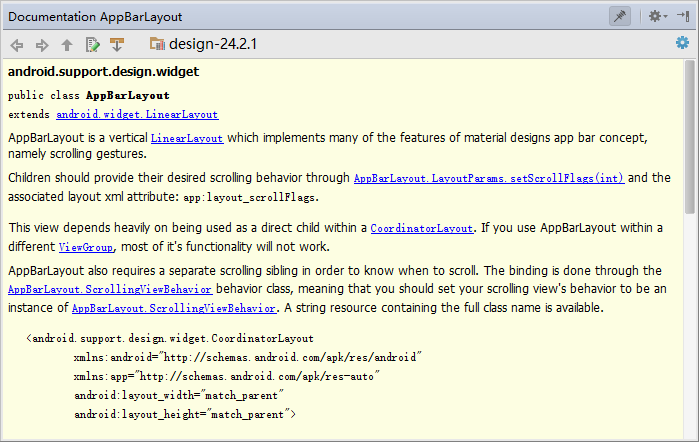 Documentation AppBarLayout
design-24.2.1
android.support.design.widget
public class AppBarLayout
extends android.widget.LinearLayout
AppBarLayout is a vertical LinearLayout which implements many of the features of material designs app bar concept,
namely scrolling gestures.
Children should provide their desired scrolling behavior through AppBarLayout.LayoutParams.setScrollFlags(int) and the
associated layout xml attribute: app:layout_scrollFlags.
This view depends heavily on being used as a direct child within a CoordinatorLayout. If you use AppBarLayout within a
different ViewGroup, most of it's functionality will not work.
AppBarLayout also requires a separate scrolling sibling in order to know when to scroll. The binding is done through the
AppBarLayout.ScrollingViewBehavior behavior class, meaning that you should set your scrolling view's behavior to be an
instance of AppBarLayout.ScrollingViewBehavior. A string resource containing the full class name is available.
<android.support.design.widget.CoordinatorLayout
xmlns:android="http://schemas.android.com/apk/res/android"
xmlns:app="http://schemas.android.com/apk/res-auto"
android:layout_width="match_parent"
android:layout_height="match_parent">